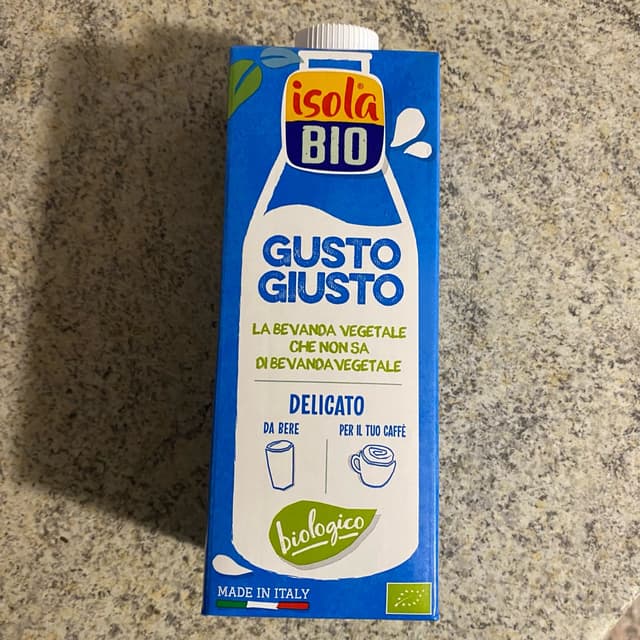 isola®
BIO
GUSTO
GIUSTO
LA BEVANDA VEGETALE
CHE NON SA
DI BEVANDA VEGETALE
DELICATO
DA BERE
PER IL TUO CAFFÈ
biologico
MADE IN ITALY